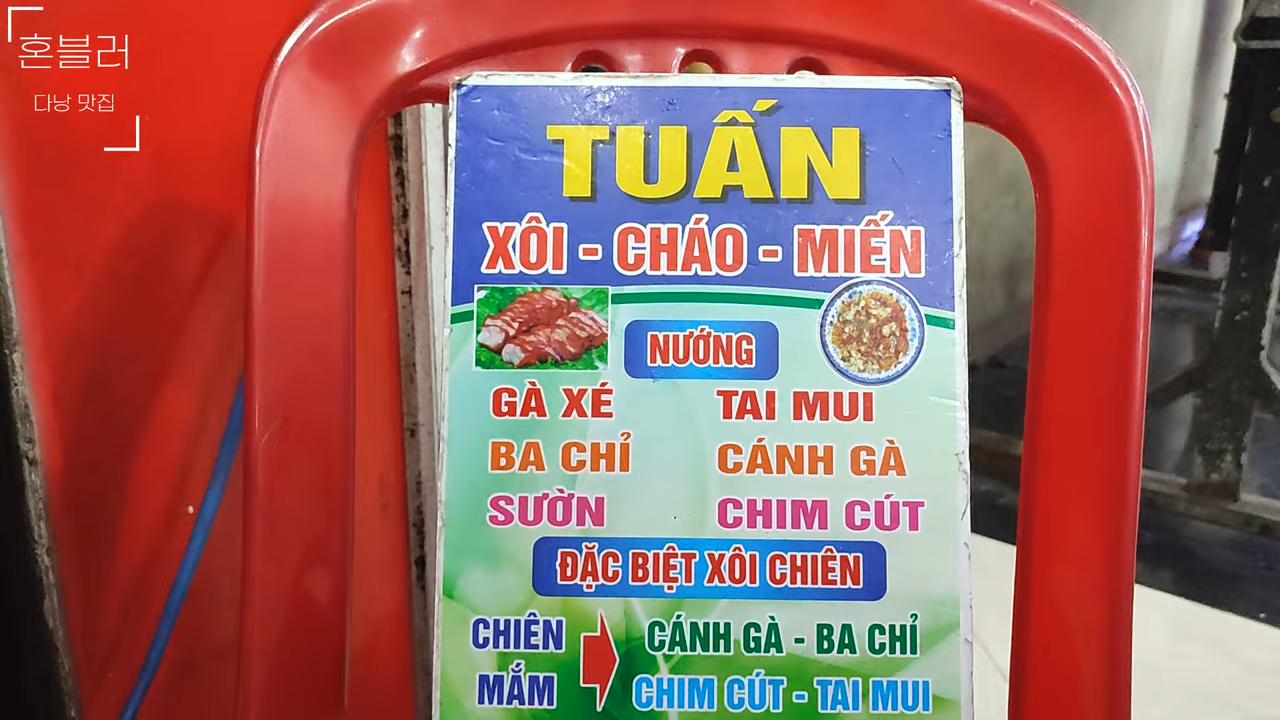 혼블러
다낭 맛집
TUẤN
XÔI - CHÁO - MIẾN
NƯỚNG
GÀ XÉ TAI MUI
BA CHỈ CÁNH GÀ
SƯỜN CHIM CÚT
ĐẶC BIỆT XÔI CHIÊN
CHIÊN CÁNH GÀ - BA CHỈ
MẮM CHIM CÚT - TAI MUI